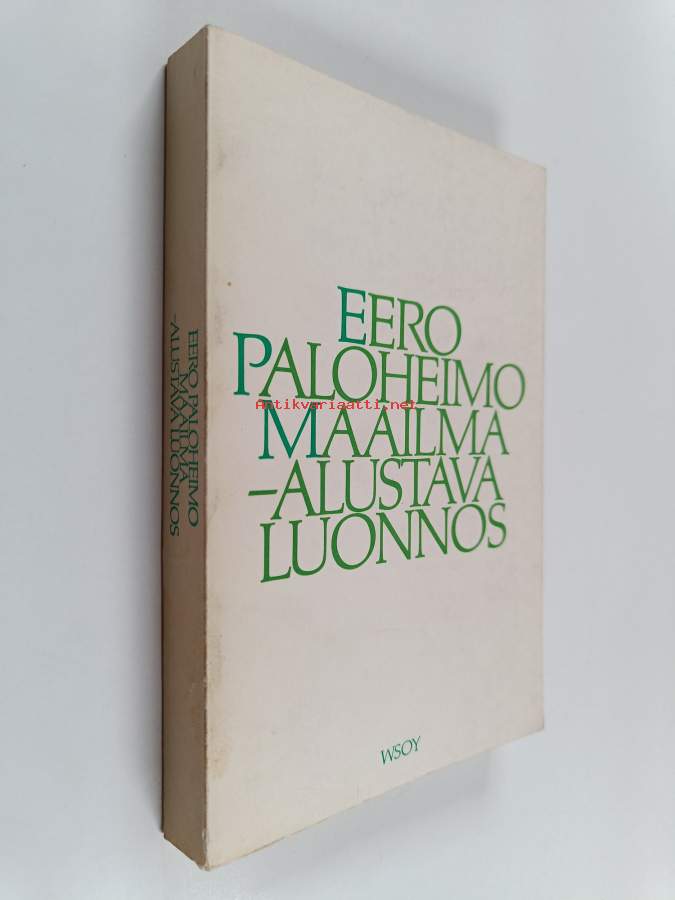 EERO PALOHEIMO
MAAILMA
–ALUSTAVA LUONNOS
EERO
PALOHEIMO
Antikvariaatti.net
MAAILMA
–ALUSTAVA
LUONNOS
WSOY